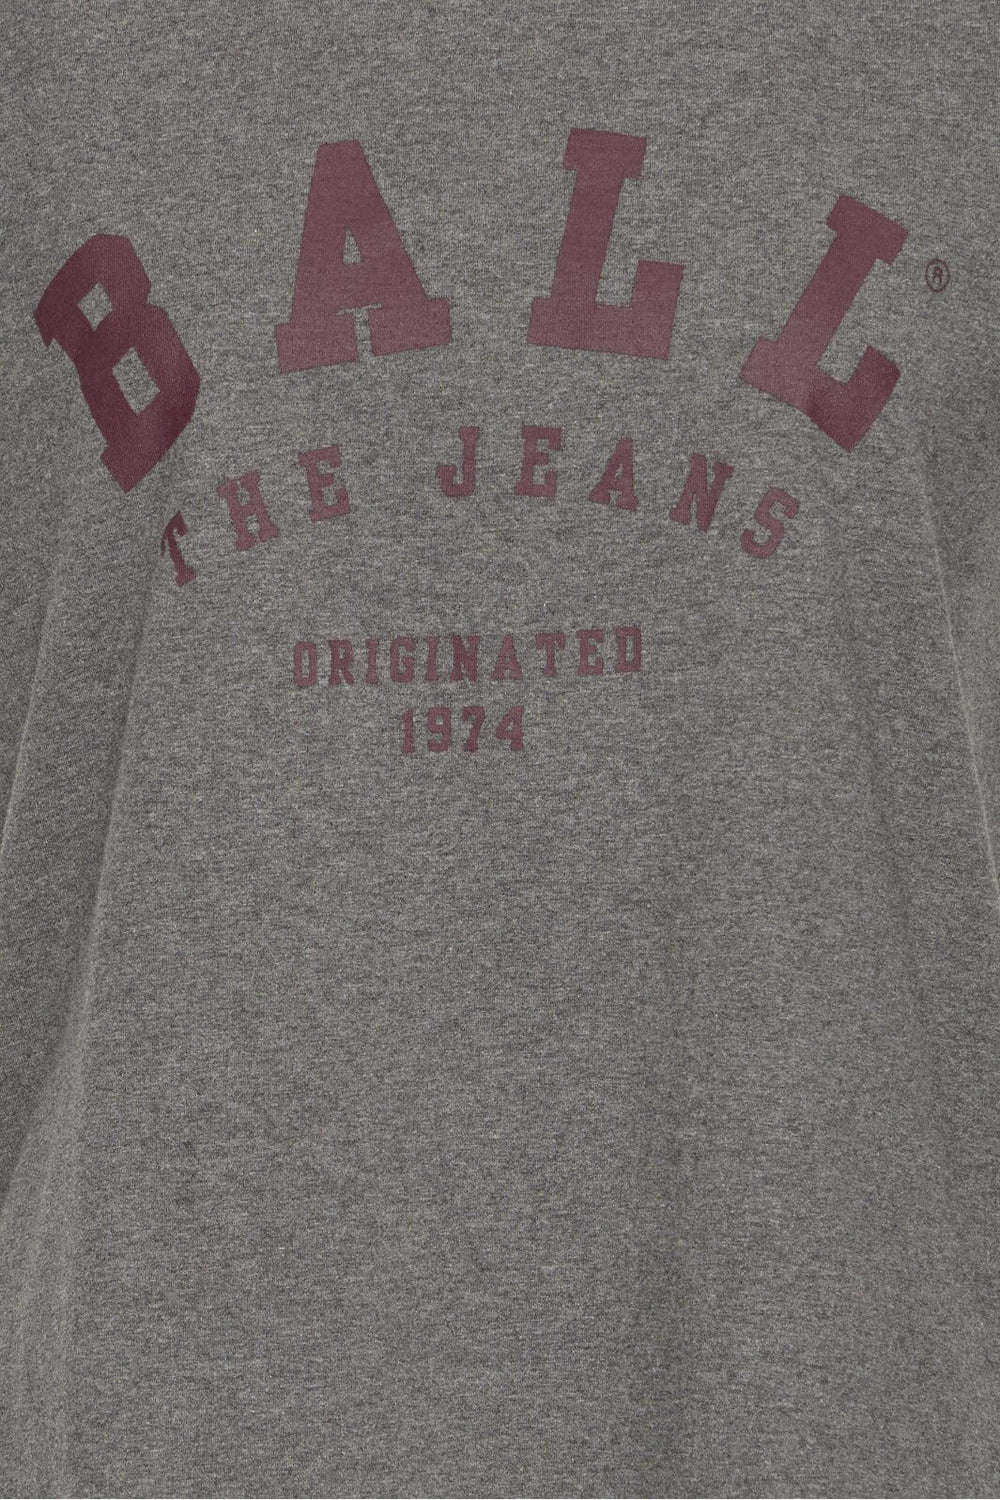 BALL®
THE JEANS
ORIGINATED
1974